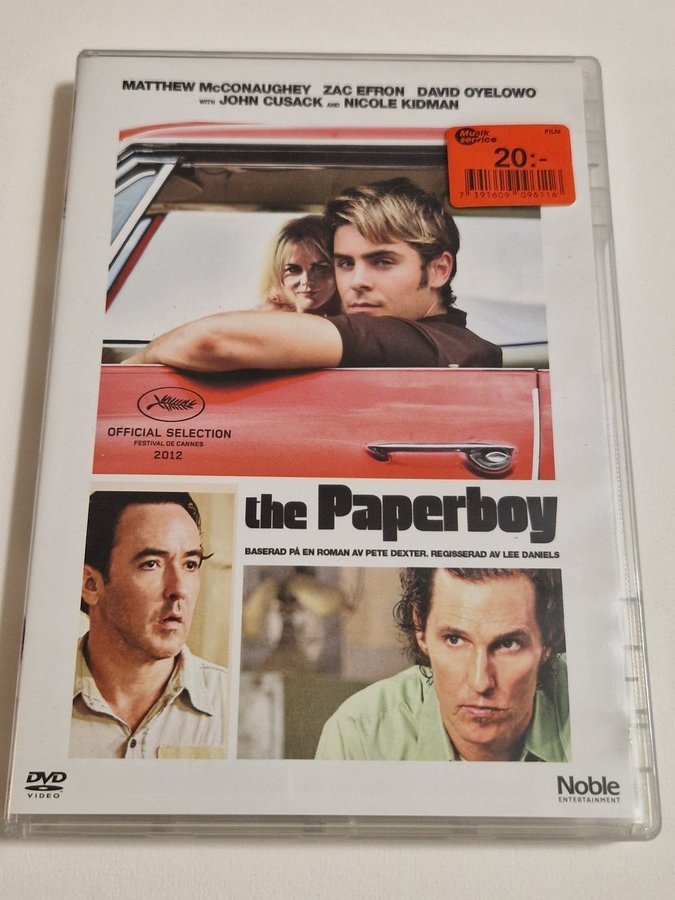 MATTHEW McCONAUGHEY ZAC EFRON DAVID OYELOWO
WITH JOHN CUSACK AND NICOLE KIDMAN
Musik service
FILM
20:-
7 391609 096116
OFFICIAL SELECTION
FESTIVAL DE CANNES
2012
the Paperboy
BASERAD PÅ EN ROMAN AV PETE DEXTER. REGISSERAD AV LEE DANIELS
DVD
VIDEO
Noble
ENTERTAINMENT